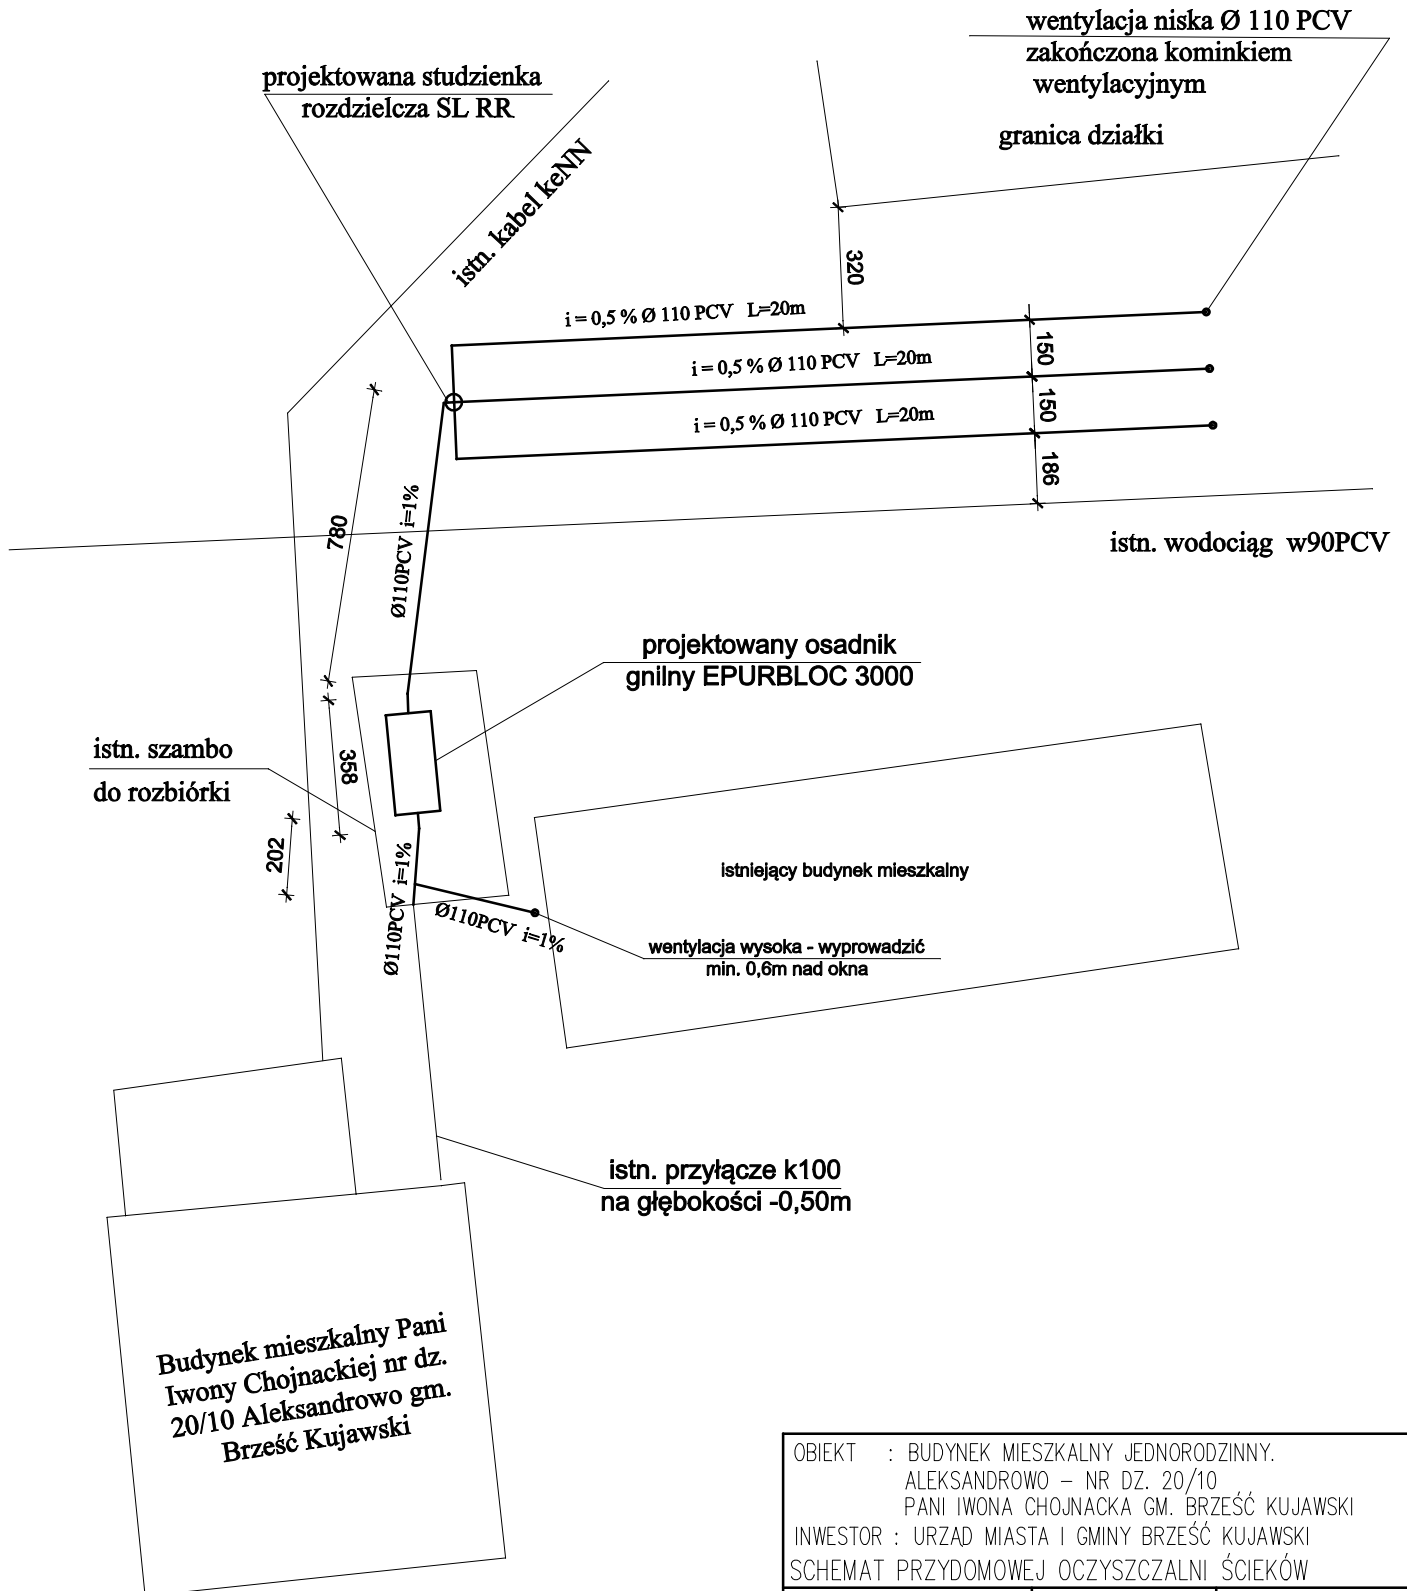 wentylacja niska Ø 110 PCV
zakończona kominkiem
wentylacyjnym
projektowana studzienka
rozdzielcza SL RR
granica działki
istn. kabel keNN
320
i = 0,5 % Ø 110 PCV L=20m
150
i = 0,5 % Ø 110 PCV L=20m
150
i = 0,5 % Ø 110 PCV L=20m
186
780
Ø110PCV i=1%
istn. wodociąg w90PCV
projektowany osadnik
gnilny EPURBLOC 3000
istn. szambo
do rozbiórki
358
202
Ø110PCV i=1%
Ø110PCV i=1%
istniejący budynek mieszkalny
wentylacja wysoka - wyprowadzić
min. 0,6m nad okna
istn. przyłącze k100
na głębokości -0,50m
Budynek mieszkalny Pani
Iwony Chojnackiej nr dz.
20/10 Aleksandrowo gm.
Brześć Kujawski
OBIEKT : BUDYNEK MIESZKALNY JEDNORODZINNY.
ALEKSANDROWO – NR DZ. 20/10
PANI IWONA CHOJNACKA GM. BRZEŚĆ KUJAWSKI
INWESTOR : URZĄD MIASTA I GMINY BRZEŚĆ KUJAWSKI
SCHEMAT PRZYDOMOWEJ OCZYSZCZALNI ŚCIEKÓW